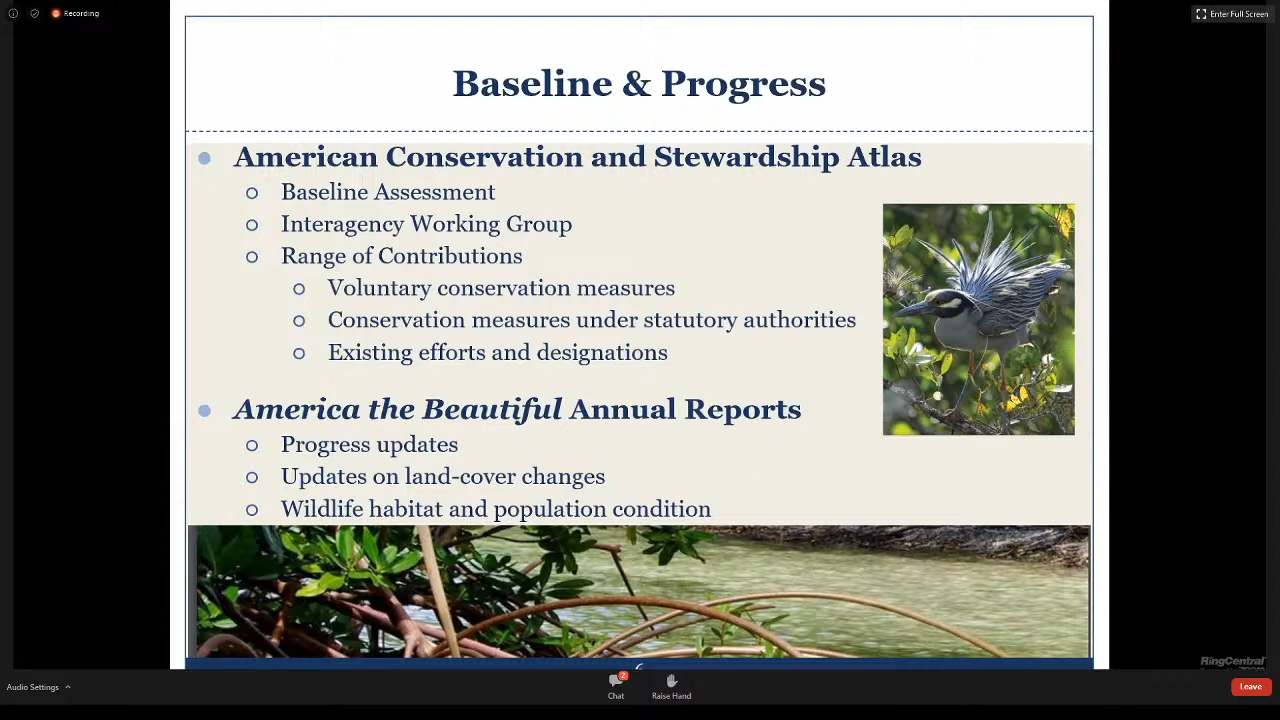 Recording
Enter Full Screen
Baseline & Progress
American Conservation and Stewardship Atlas
Baseline Assessment
Interagency Working Group
Range of Contributions
Voluntary conservation measures
Conservation measures under statutory authorities
Existing efforts and designations
America the Beautiful Annual Reports
Progress updates
Updates on land-cover changes
Wildlife habitat and population condition
RingCentral
Audio Settings
2
Chat
Raise Hand
Leave